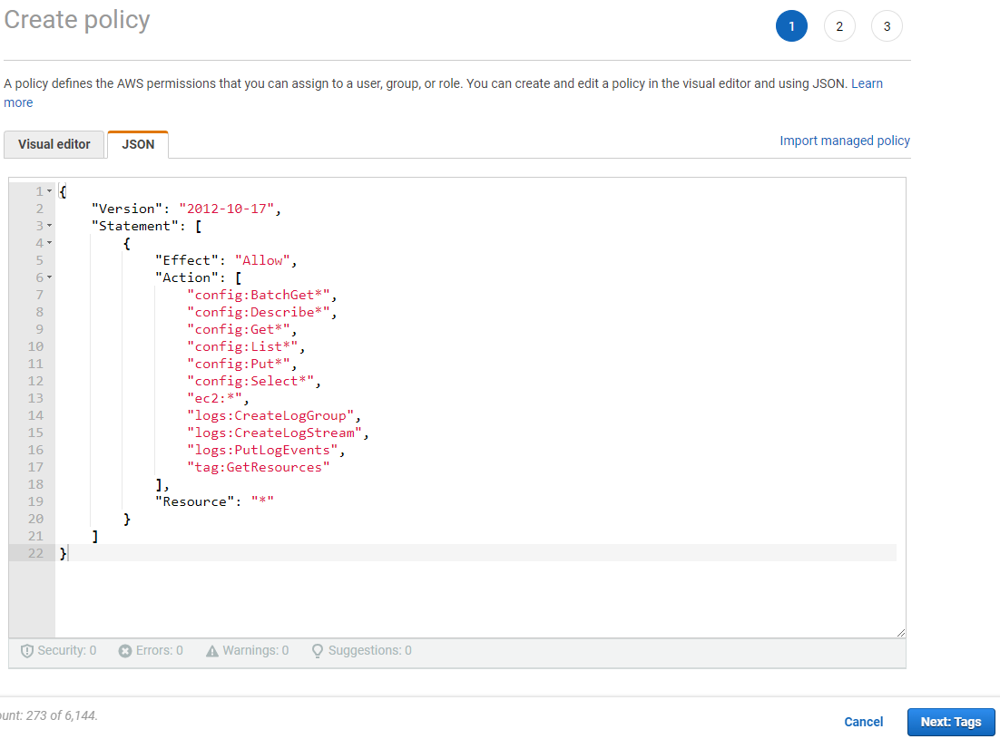 Create policy
1 2 3
A policy defines the AWS permissions that you can assign to a user, group, or role. You can create and edit a policy in the visual editor and using JSON. Learn
more
Visual editor JSON Import managed policy
1 {
2 "Version": "2012-10-17",
3 "Statement": [
4 {
5 "Effect": "Allow",
6 "Action": [
7 "config:BatchGet*",
8 "config:Describe*",
9 "config:Get*",
10 "config:List*",
11 "config:Put*",
12 "config:Select*",
13 "ec2:*",
14 "logs:CreateLogGroup",
15 "logs:CreateLogStream",
16 "logs:PutLogEvents",
17 "tag:GetResources"
18 ],
19 "Resource": "*"
20 }
21 ]
22 }
Security: 0 Errors: 0 Warnings: 0 Suggestions: 0
ount: 273 of 6,144.
Cancel Next: Tags